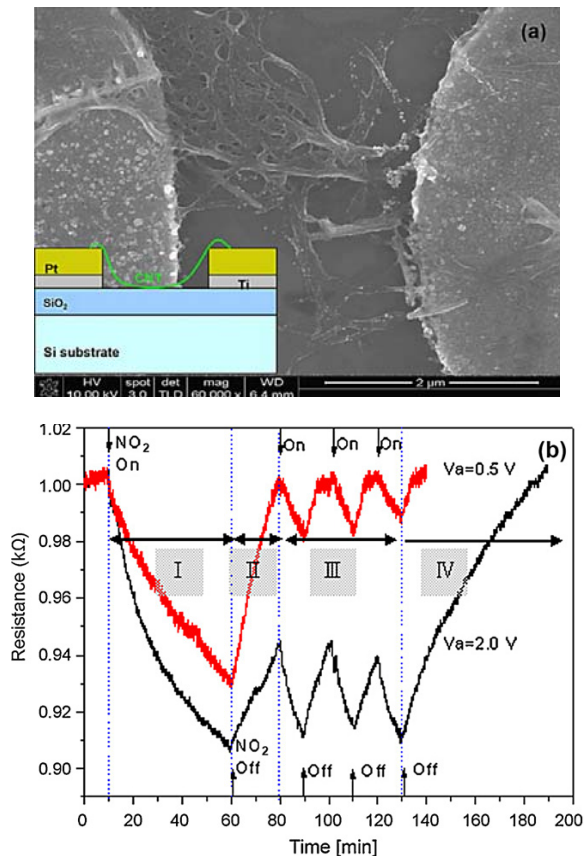 (a)
CNT
Pt
Ti
SiO₂
Si substrate
HV spot det mag WD
10.00 kV 3.0 TLD 60 000 x 6.4 mm 2 µm
(b)
1.02
1.00
0.98
0.96
0.94
0.92
0.90
Resistance (kΩ)
NO₂
On
On
On
On
Va=0.5 V
I
II
III
IV
Va=2.0 V
NO₂
Off
Off
Off
Off
0 20 40 60 80 100 120 140 160 180 200
Time [min]